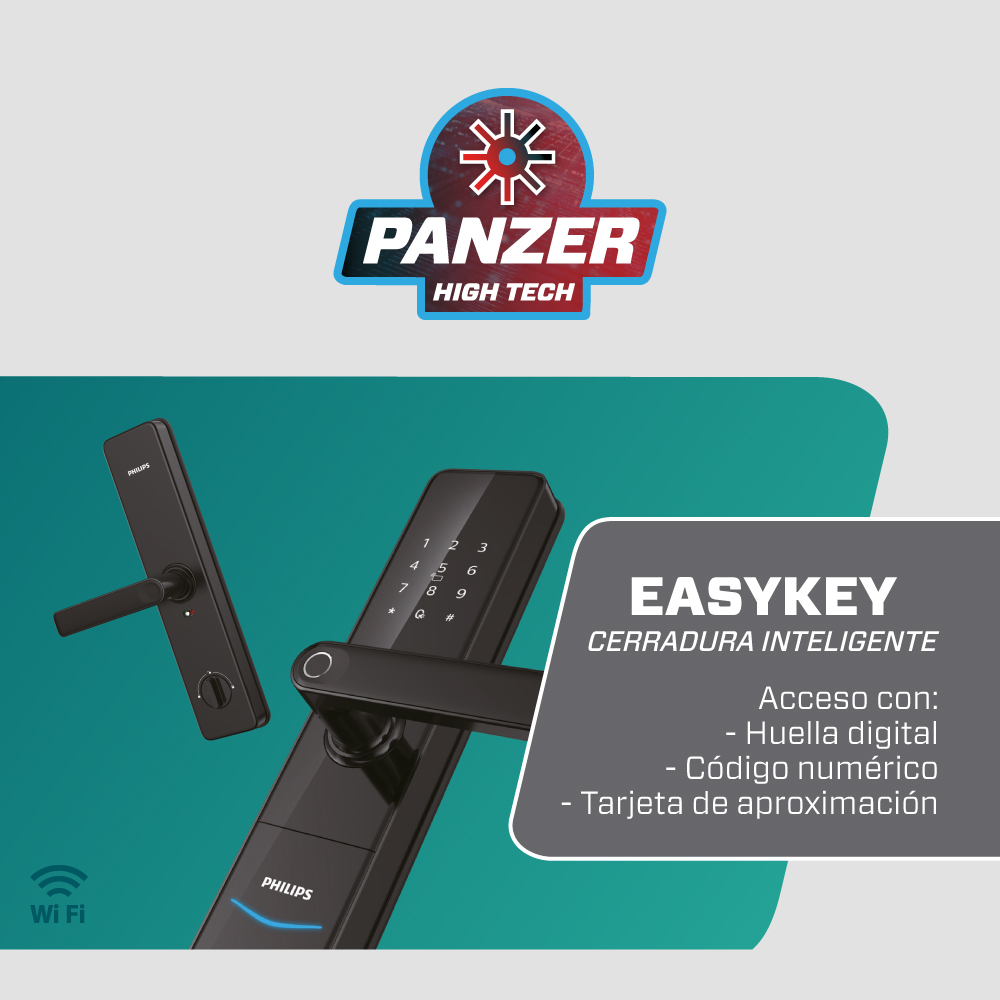 PANZER
HIGH TECH
PHILIPS
1 2 3
4 5 6
7 8 9
* 0 #
EASYKEY
CERRADURA INTELIGENTE
Acceso con:
- Huella digital
- Código numérico
- Tarjeta de aproximación
PHILIPS
Wi Fi